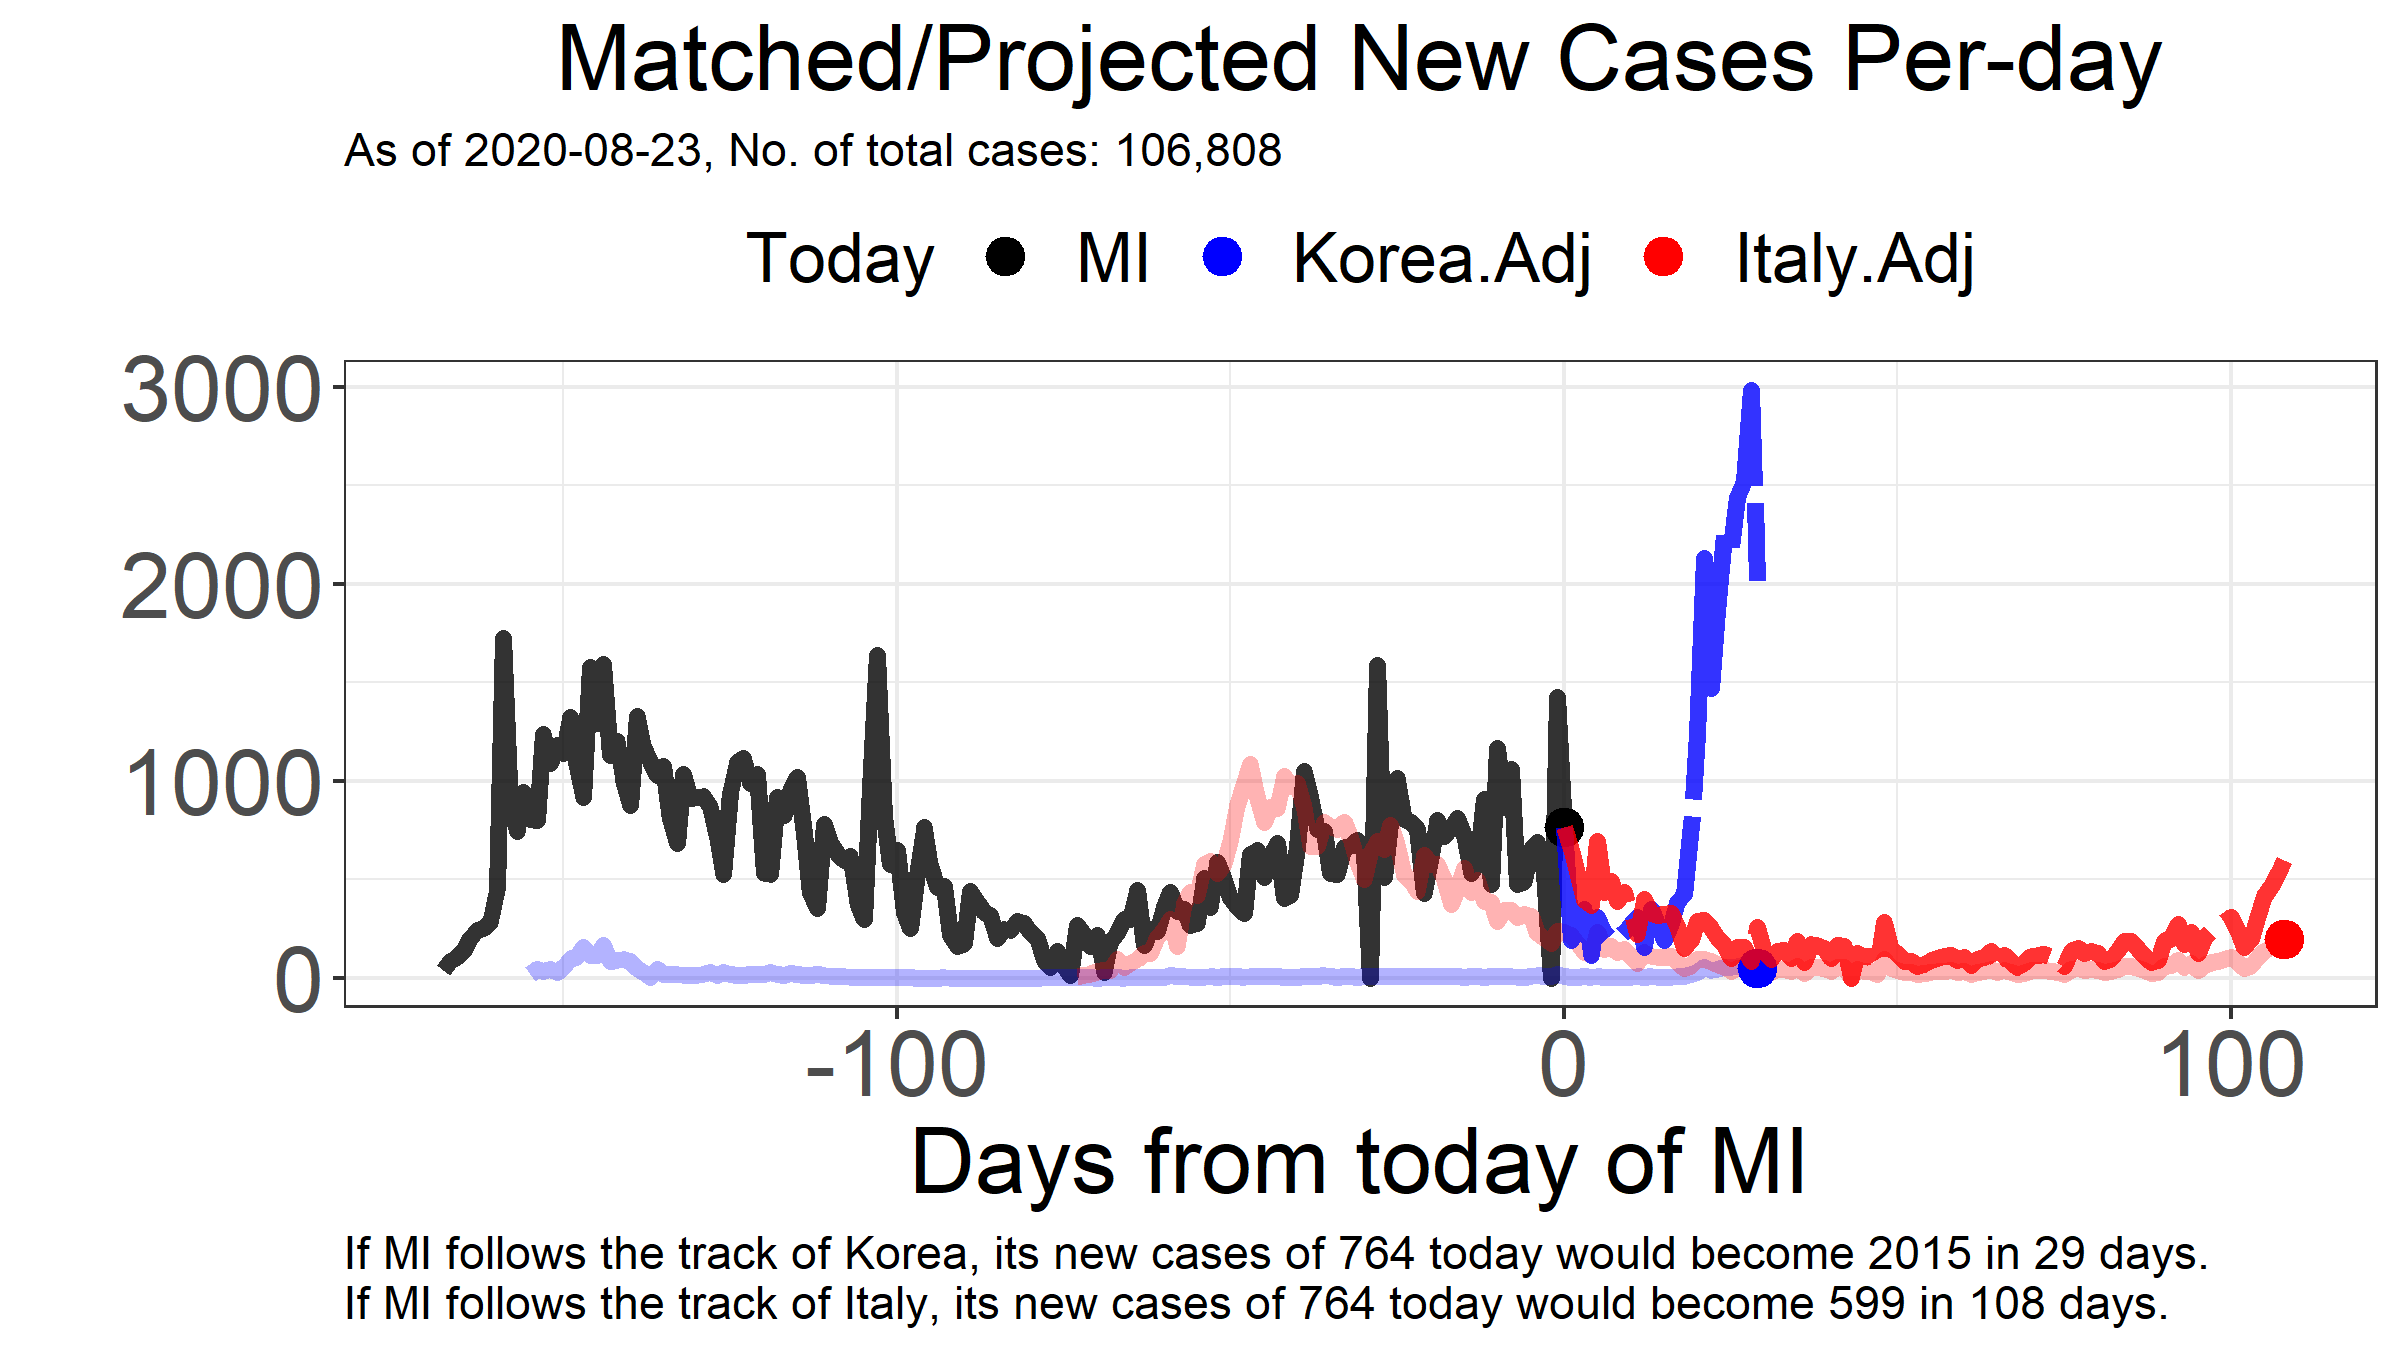 Matched/Projected New Cases Per-day
As of 2020-08-23, No. of total cases: 106,808
Today MI Korea.Adj Italy.Adj
3000
2000
1000
0
-100 0 100
Days from today of MI
If MI follows the track of Korea, its new cases of 764 today would become 2015 in 29 days.
If MI follows the track of Italy, its new cases of 764 today would become 599 in 108 days.